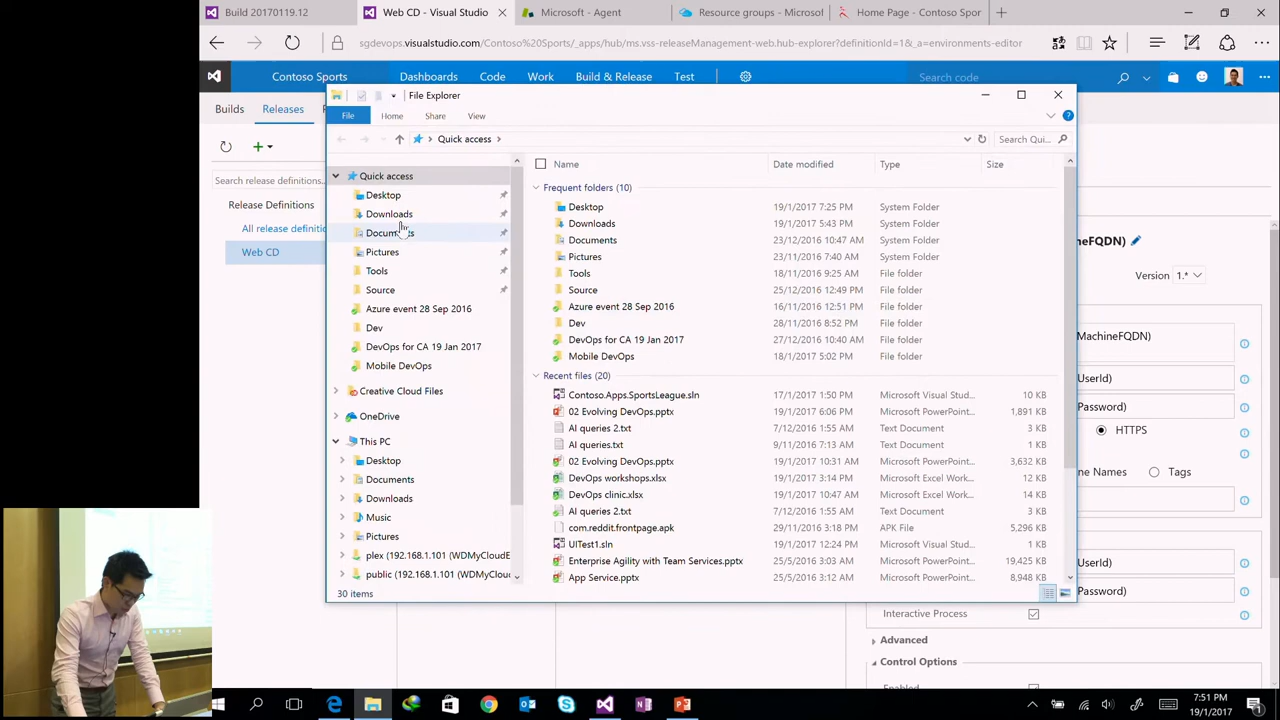 Build 20170119.12
Web CD - Visual Studio
Microsoft - Agent
Resource groups - Microsof
Home Page - Contoso Spor
sgdevops.visualstudio.com/Contoso%20Sports/_apps/hub/ms.vss-releaseManagement-web.hub-explorer?definitionId=1&_a=environments-editor
Contoso Sports
Dashboards Code Work Build & Release Test
Search code
Builds Releases
File Explorer
File Home Share View
Quick access
Search Qui...
Search release definitions...
Release Definitions
All release definitio
Web CD
Quick access
Desktop
Downloads
Documents
Pictures
Tools
Source
Azure event 28 Sep 2016
Dev
DevOps for CA 19 Jan 2017
Mobile DevOps
Creative Cloud Files
OneDrive
This PC
Desktop
Documents
Downloads
Music
Pictures
plex (192.168.1.101 (WDMyCloudE
public (192.168.1.101 (WDMyClou
30 items
Name Date modified Type Size
Frequent folders (10)
Desktop 19/1/2017 7:25 PM System Folder
Downloads 19/1/2017 5:43 PM System Folder
Documents 23/12/2016 10:47 AM System Folder
Pictures 23/11/2016 7:40 AM System Folder
Tools 18/11/2016 9:25 AM File folder
Source 25/12/2016 12:49 PM File folder
Azure event 28 Sep 2016 16/11/2016 12:51 PM File folder
Dev 28/11/2016 8:52 PM File folder
DevOps for CA 19 Jan 2017 27/12/2016 10:40 AM File folder
Mobile DevOps 18/1/2017 5:02 PM File folder
Recent files (20)
Contoso.Apps.SportsLeague.sln 17/1/2017 1:50 PM Microsoft Visual Stud... 10 KB
02 Evolving DevOps.pptx 19/1/2017 6:06 PM Microsoft PowerPoint... 1,891 KB
AI queries 2.txt 7/12/2016 1:55 AM Text Document 3 KB
AI queries.txt 9/11/2016 7:13 AM Text Document 1 KB
02 Evolving DevOps.pptx 19/1/2017 10:31 AM Microsoft PowerPoint... 3,632 KB
DevOps workshops.xlsx 19/1/2017 3:14 PM Microsoft Excel Work... 12 KB
DevOps clinic.xlsx 19/1/2017 10:47 AM Microsoft Excel Work... 14 KB
AI queries 2.txt 7/12/2016 1:55 AM Text Document 3 KB
com.reddit.frontpage.apk 29/11/2016 3:18 PM APK File 5,296 KB
UITest1.sln 19/1/2017 12:24 PM Microsoft Visual Stud... 1 KB
Enterprise Agility with Team Services.pptx 25/5/2016 3:03 AM Microsoft PowerPoint... 19,425 KB
App Service.pptx 25/5/2016 3:12 AM Microsoft PowerPoint... 8,948 KB
neFQDN)
Version 1.*
MachineFQDN)
UserId)
Password)
HTTPS
ne Names Tags
UserId)
Password)
Interactive Process
Advanced
Control Options
Enabled
7:51 PM
19/1/2017